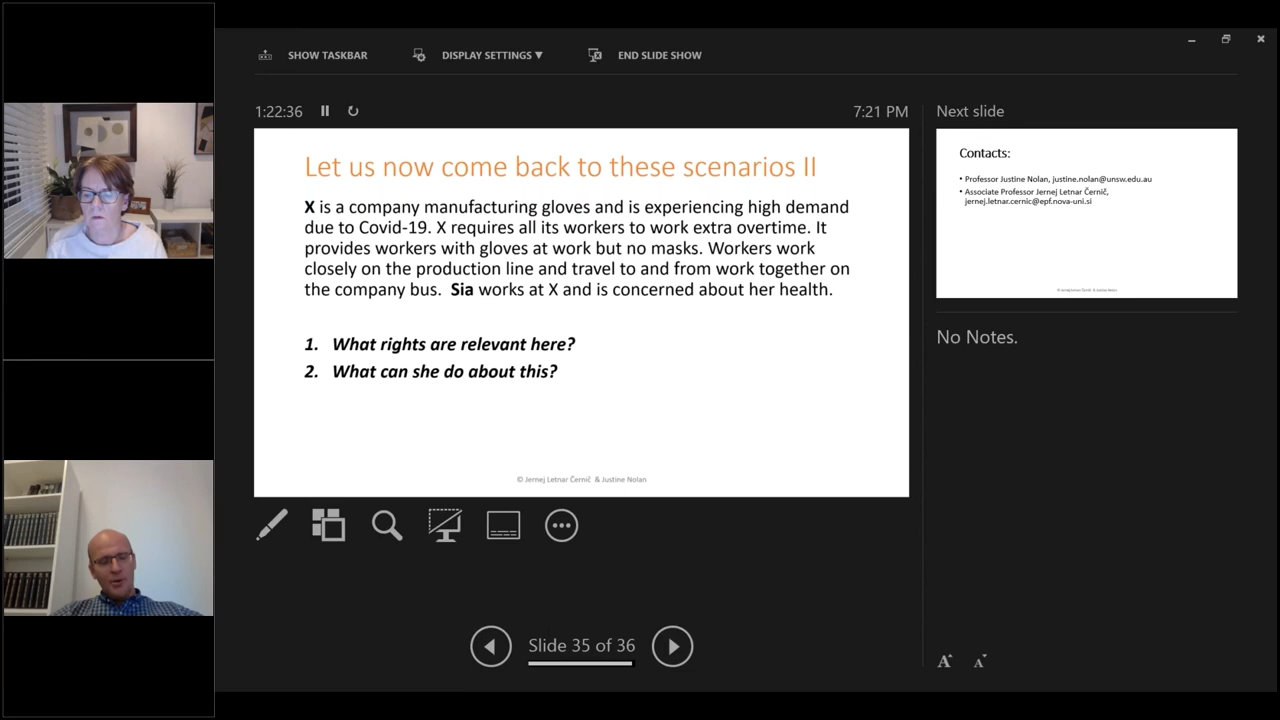 SHOW TASKBAR
DISPLAY SETTINGS ▼
END SLIDE SHOW
1:22:36
7:21 PM
Let us now come back to these scenarios II
X is a company manufacturing gloves and is experiencing high demand
due to Covid-19. X requires all its workers to work extra overtime. It
provides workers with gloves at work but no masks. Workers work
closely on the production line and travel to and from work together on
the company bus. Sia works at X and is concerned about her health.
1. What rights are relevant here?
2. What can she do about this?
© Jernej Letnar Černič & Justine Nolan
Next slide
Contacts:
• Professor Justine Nolan, justine.nolan@unsw.edu.au
• Associate Professor Jernej Letnar Černič,
jernej.letnar.cernic@epf.nova-uni.si
© Jernej Letnar Černič & Justine Nolan
No Notes.
Slide 35 of 36
A A